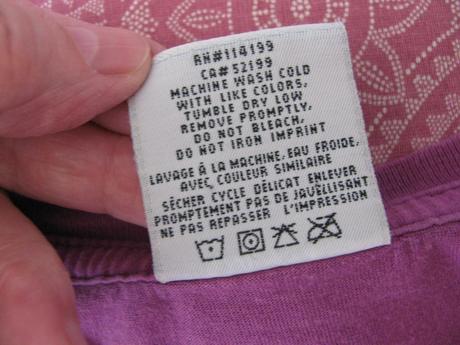 RN#114199
CA#52199
MACHINE WASH COLD
WITH LIKE COLORS,
TUMBLE DRY LOW
REMOVE PROMPTLY,
DO NOT BLEACH,
DO NOT IRON IMPRINT
LAVAGE À LA MACHINE, EAU FROIDE,
AVEC COULEUR SIMILAIRE
SÉCHER CYCLE DÉLICAT ENLEVER
PROMPTEMENT PAS DE JAVÉLLISANT
NE PAS REPASSER L'IMPRESSION